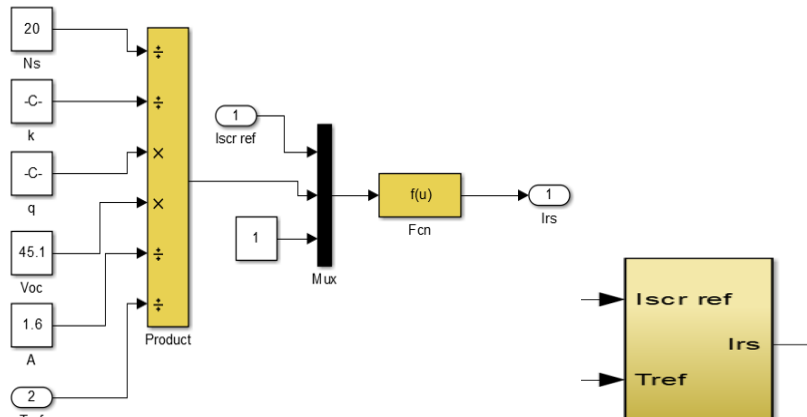 20
Ns
-C-
k
-C-
q
45.1
Voc
1.6
A
2
÷
÷
×
×
÷
÷
Product
1
Iscr ref
1
Mux
f(u)
Fcn
1
Irs
Iscr ref
Irs
Tref